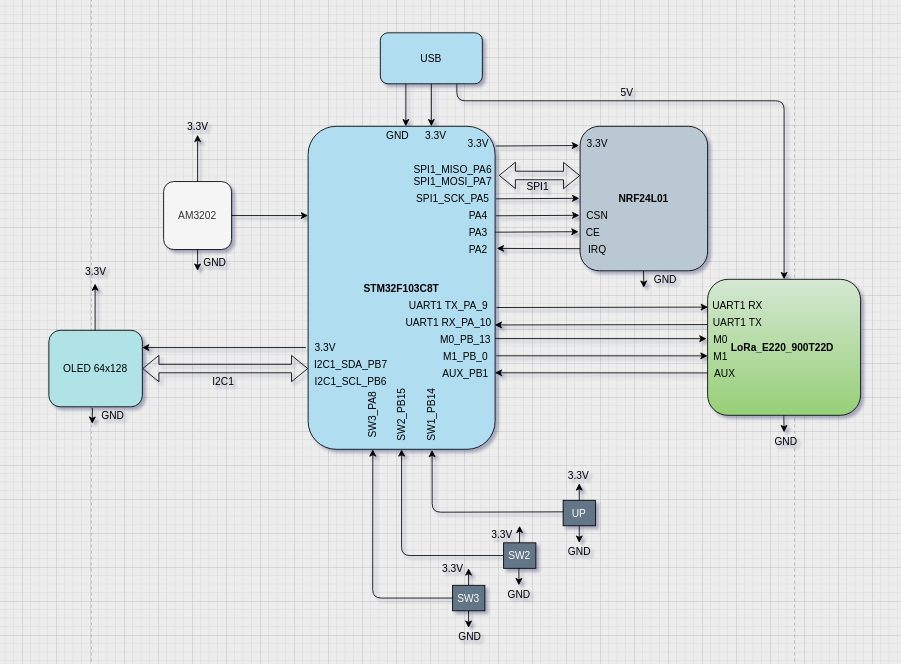 USB
5V
GND 3.3V
3.3V
3.3V
3.3V
SPI1_MISO_PA6
SPI1_MOSI_PA7
SPI1
SPI1_SCK_PA5
NRF24L01
AM3202
PA4
CSN
PA3
CE
PA2
IRQ
GND
3.3V
GND
STM32F103C8T
UART1 TX_PA_9
UART1 RX
UART1 RX_PA_10
UART1 TX
M0_PB_13
M0
LoRa_E220_900T22D
3.3V
M1_PB_0
M1
OLED 64x128
I2C1_SDA_PB7
AUX_PB1
AUX
I2C1
I2C1_SCL_PB6
GND
SW3_PA8
SW2_PB15
SW1_PB14
GND
3.3V
UP
3.3V
GND
SW2
3.3V
GND
SW3
GND